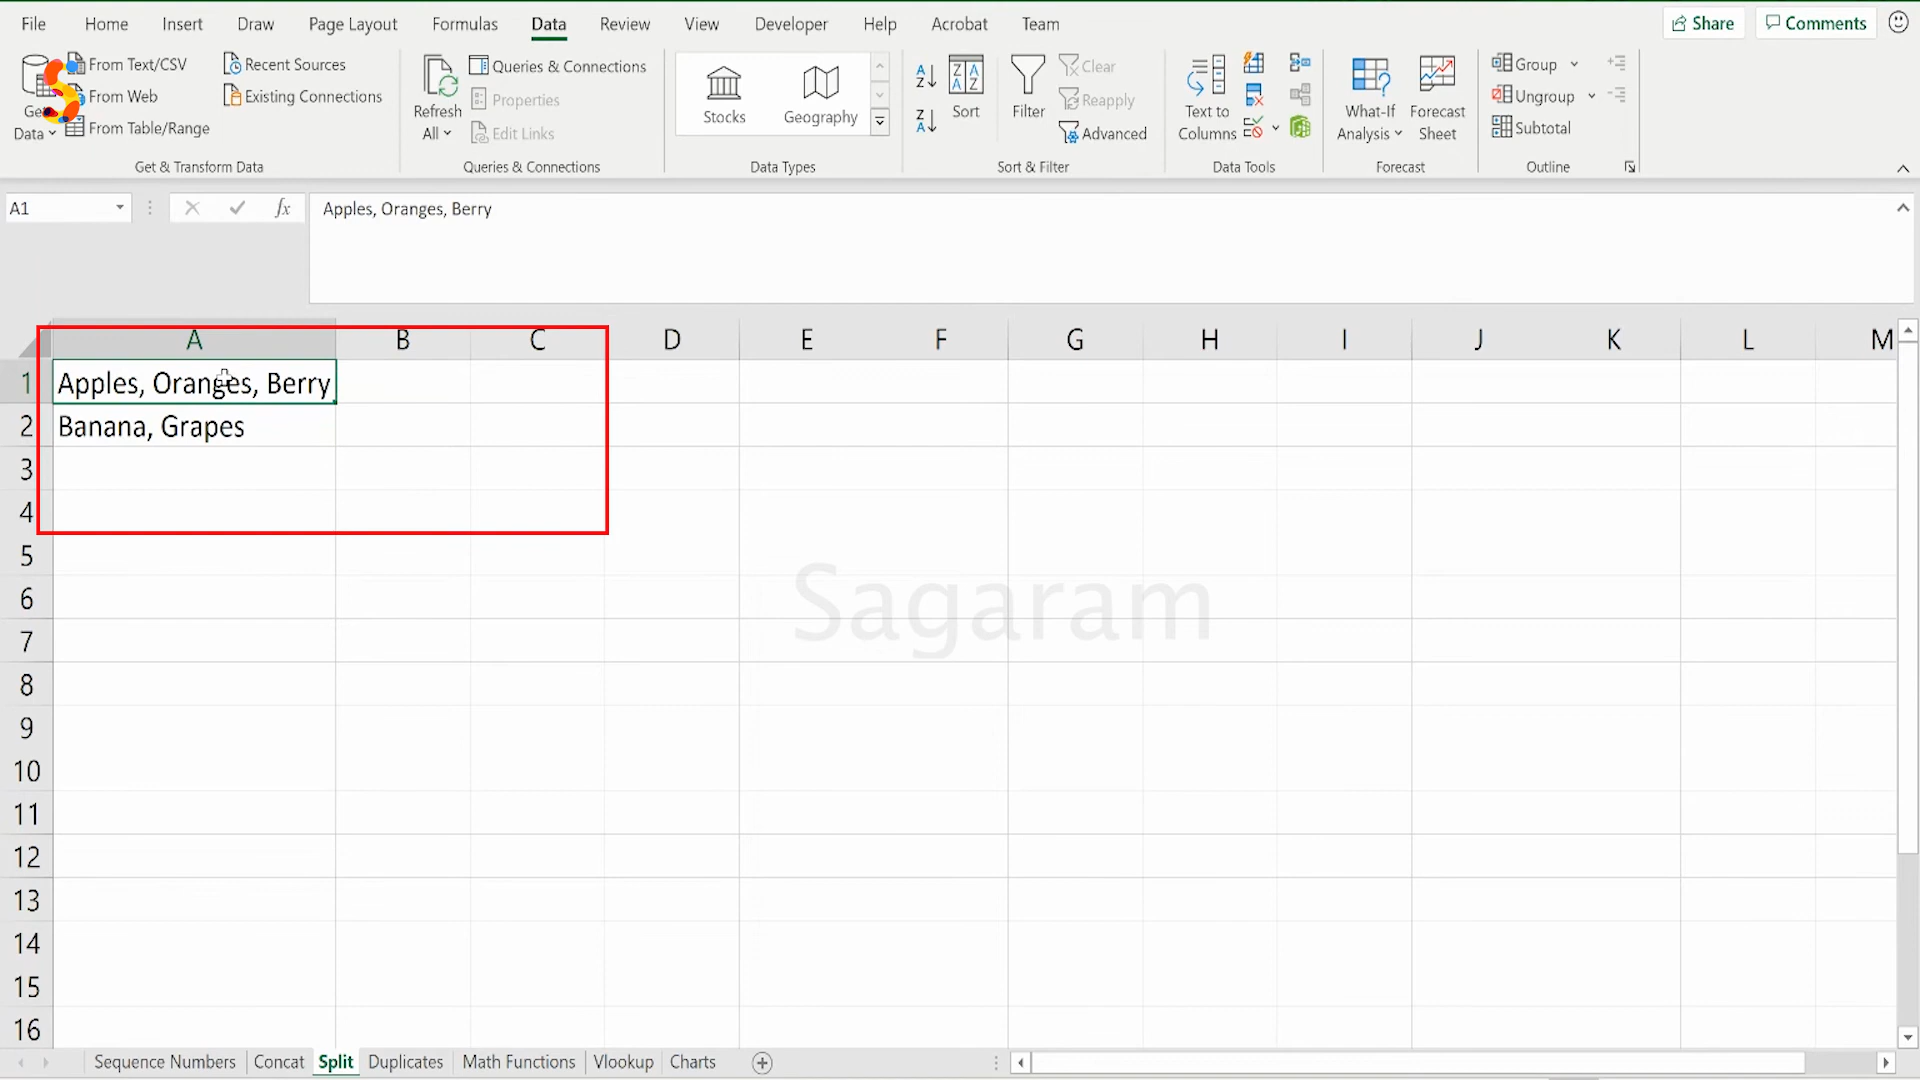 File Home Insert Draw Page Layout Formulas Data Review View Developer Help Acrobat Team Share Comments
Get Data
From Text/CSV
From Web
From Table/Range
Recent Sources
Existing Connections
Get & Transform Data
Refresh All
Queries & Connections
Properties
Edit Links
Queries & Connections
Stocks Geography
Data Types
Sort
Filter
Clear
Reapply
Advanced
Sort & Filter
Text to Columns
Data Tools
What-If Analysis
Forecast Sheet
Forecast
Group
Ungroup
Subtotal
Outline
A1 fx Apples, Oranges, Berry
A B C D E F G H I J K L M
1 Apples, Oranges, Berry
2 Banana, Grapes
3
4
5
6
Sagaram
7
8
9
10
11
12
13
14
15
16
Sequence Numbers Concat Split Duplicates Math Functions Vlookup Charts